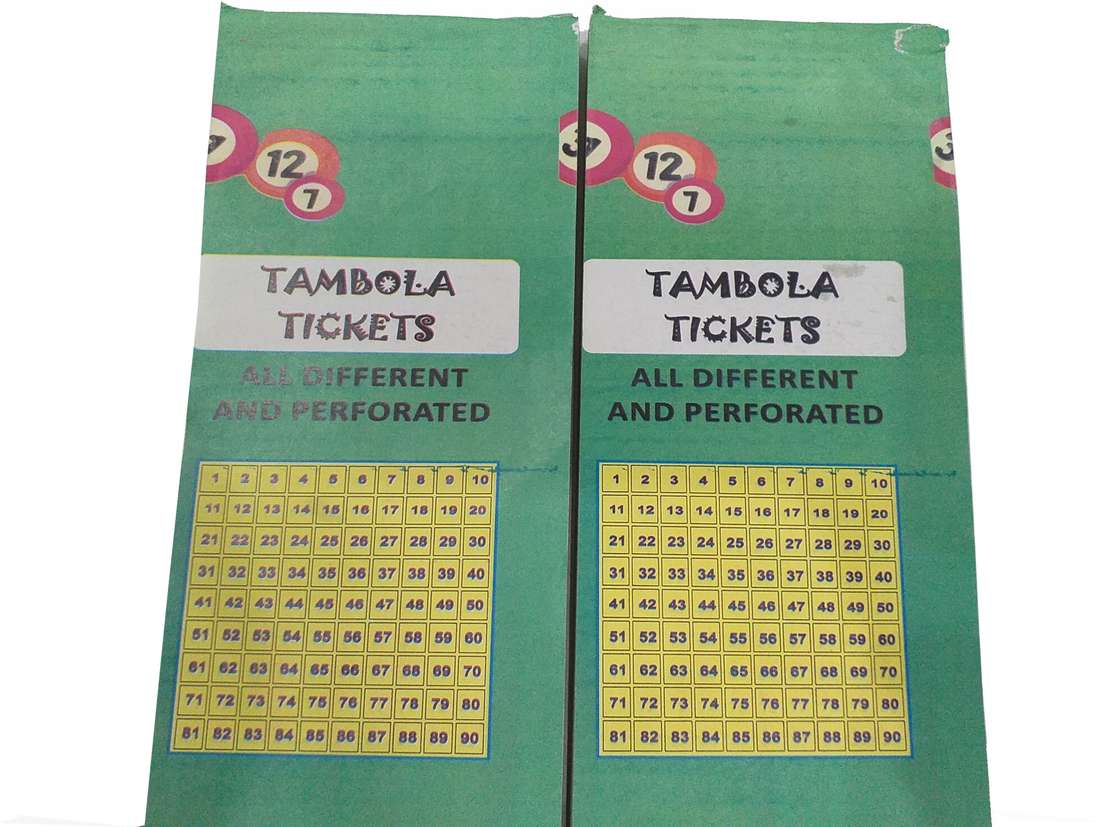 12
7
TAMBOLA
TICKETS
ALL DIFFERENT
AND PERFORATED
1 2 3 4 5 6 7 8 9 10
11 12 13 14 15 16 17 18 19 20
21 22 23 24 25 26 27 28 29 30
31 32 33 34 35 36 37 38 39 40
41 42 43 44 45 46 47 48 49 50
51 52 53 54 55 56 57 58 59 60
61 62 63 64 65 66 67 68 69 70
71 72 73 74 75 76 77 78 79 80
81 82 83 84 85 86 87 88 89 90
12
7
TAMBOLA
TICKETS
ALL DIFFERENT
AND PERFORATED
1 2 3 4 5 6 7 8 9 10
11 12 13 14 15 16 17 18 19 20
21 22 23 24 25 26 27 28 29 30
31 32 33 34 35 36 37 38 39 40
41 42 43 44 45 46 47 48 49 50
51 52 53 54 55 56 57 58 59 60
61 62 63 64 65 66 67 68 69 70
71 72 73 74 75 76 77 78 79 80
81 82 83 84 85 86 87 88 89 90